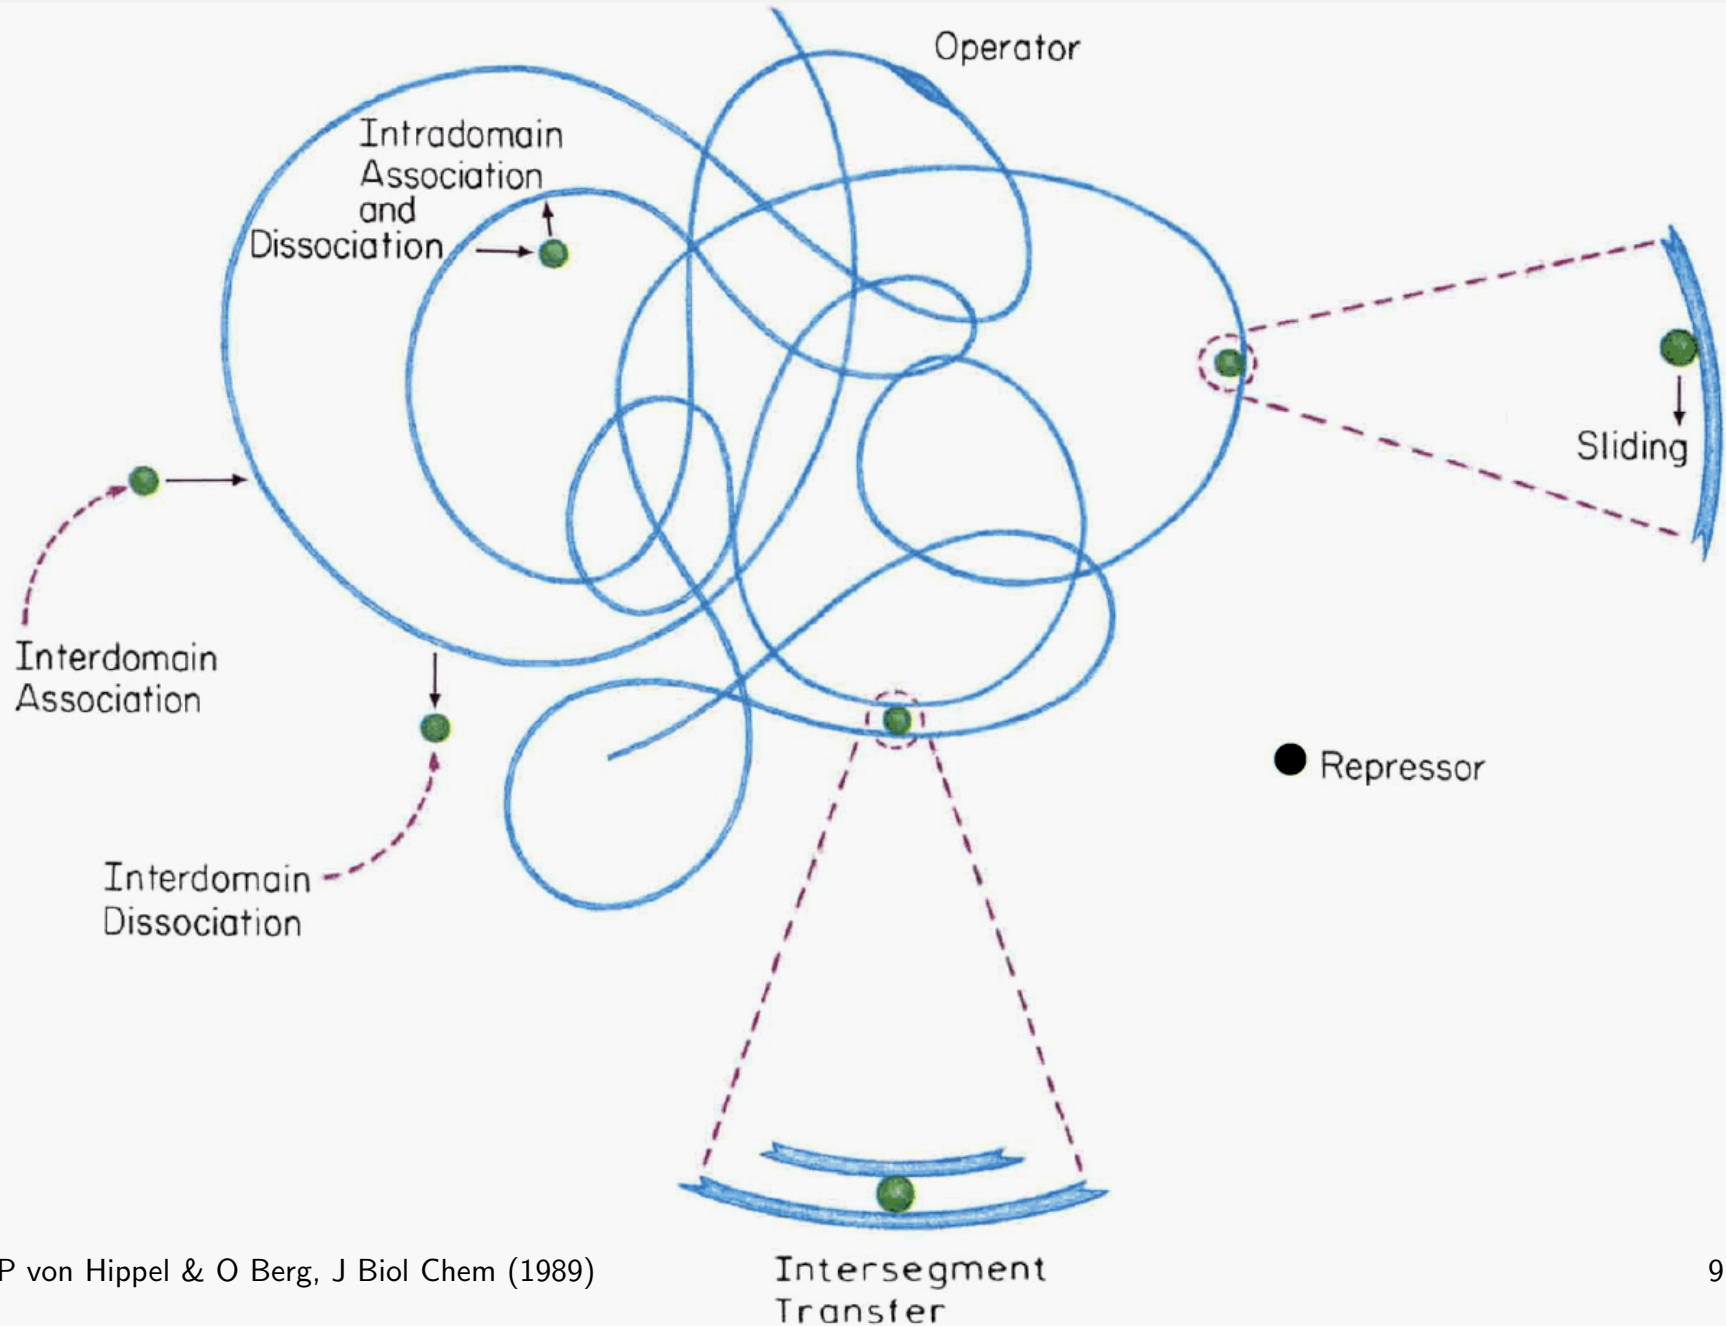 Operator
Intradomain
Association
and
Dissociation
Sliding
Interdomain
Association
Repressor
Interdomain
Dissociation
P von Hippel & O Berg, J Biol Chem (1989)
Intersegment
Transfer
9